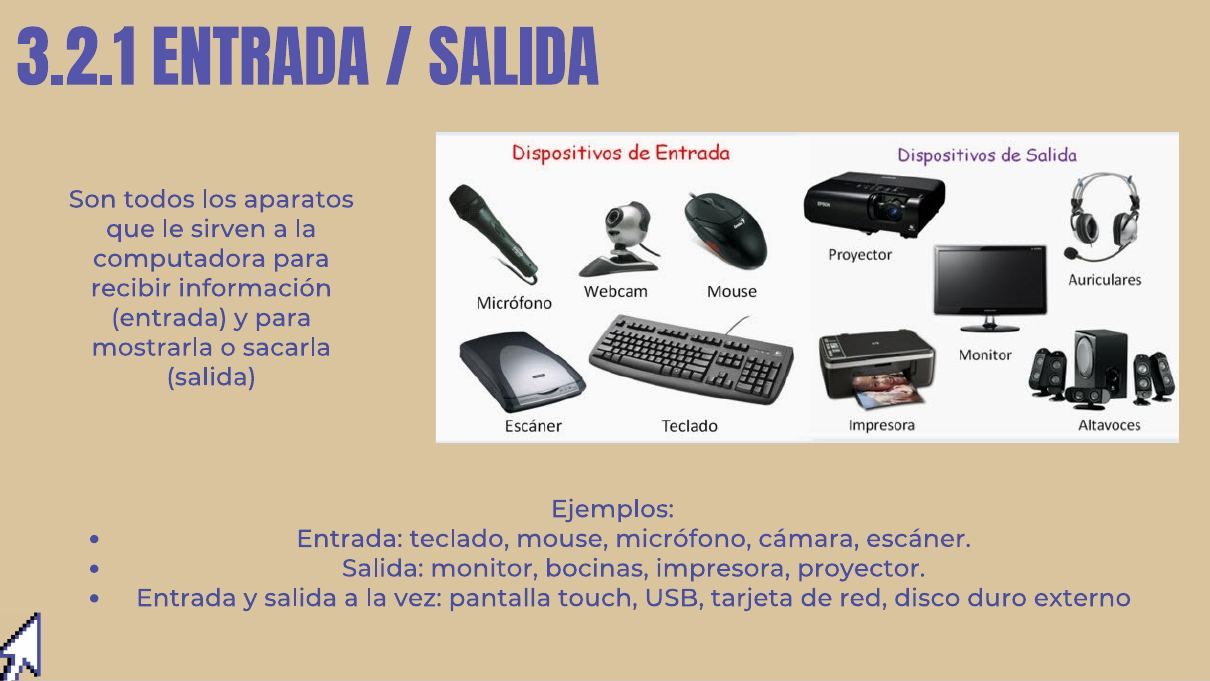 3.2.1 ENTRADA / SALIDA
Son todos los aparatos
que le sirven a la
computadora para
recibir información
(entrada) y para
mostrarla o sacarla
(salida)
Dispositivos de Entrada
Micrófono
Webcam
Mouse
Escáner
Teclado
Dispositivos de Salida
EPSON
Proyector
Auriculares
Monitor
Impresora
Altavoces
Ejemplos:
• Entrada: teclado, mouse, micrófono, cámara, escáner.
• Salida: monitor, bocinas, impresora, proyector.
• Entrada y salida a la vez: pantalla touch, USB, tarjeta de red, disco duro externo